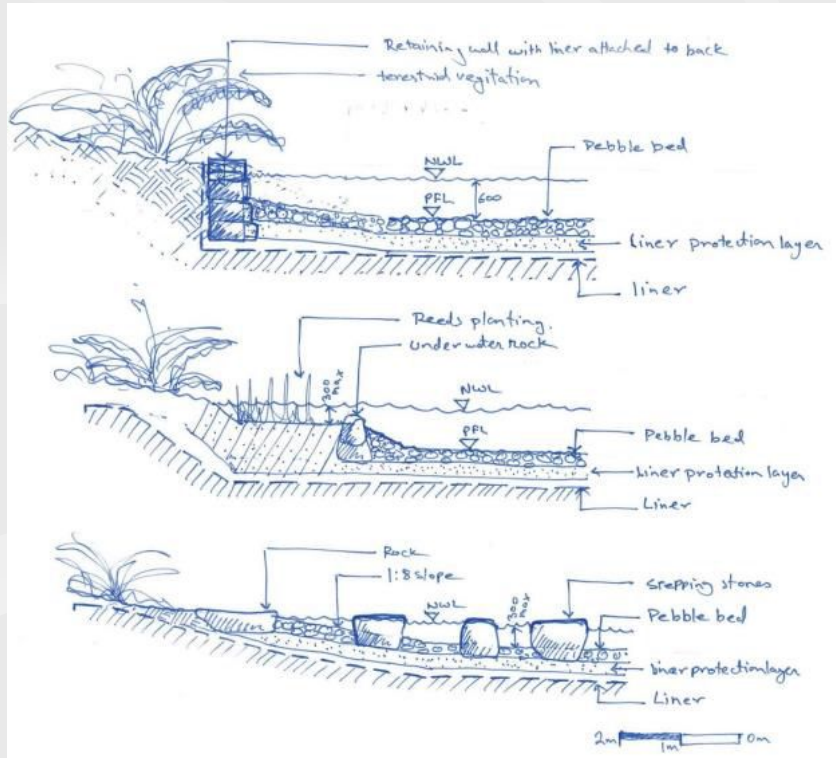 Retaining wall with liner attached to back
terestrial vegitation
NWL
Pebble bed
PFL
600
liner protection layer
liner
Reeds planting.
underwater rock
300 max
NWL
PFL
Pebble bed
Liner protection layer
Liner
Rock
1:8 slope
NWL
300 max
stepping stones
Pebble bed
liner protection layer
Liner
2m 1m 0m